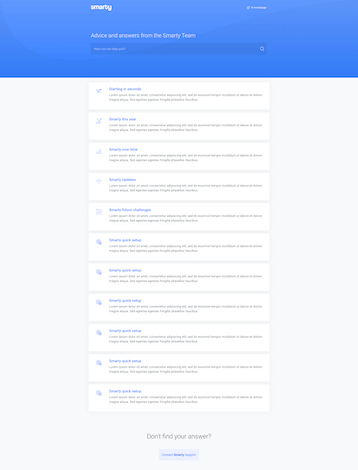 smarty
Advice and answers from the Smarty Team
Starting in seconds
Lorem ipsum dolor sit amet, consectetur adipiscing elit, sed do eiusmod tempor incididunt ut labore et dolore
magna aliqua. Sed egestas egestas fringilla phasellus faucibus.
Smarty this year
Lorem ipsum dolor sit amet, consectetur adipiscing elit, sed do eiusmod tempor incididunt ut labore et dolore
magna aliqua. Sed egestas egestas fringilla phasellus faucibus.
Smarty over time
Lorem ipsum dolor sit amet, consectetur adipiscing elit, sed do eiusmod tempor incididunt ut labore et dolore
magna aliqua. Sed egestas egestas fringilla phasellus faucibus.
Smarty Updates
Lorem ipsum dolor sit amet, consectetur adipiscing elit, sed do eiusmod tempor incididunt ut labore et dolore
magna aliqua. Sed egestas egestas fringilla phasellus faucibus.
Smarty future challenges
Lorem ipsum dolor sit amet, consectetur adipiscing elit, sed do eiusmod tempor incididunt ut labore et dolore
magna aliqua. Sed egestas egestas fringilla phasellus faucibus.
Smarty quick setup
Lorem ipsum dolor sit amet, consectetur adipiscing elit, sed do eiusmod tempor incididunt ut labore et dolore
magna aliqua. Sed egestas egestas fringilla phasellus faucibus.
Smarty quick setup
Lorem ipsum dolor sit amet, consectetur adipiscing elit, sed do eiusmod tempor incididunt ut labore et dolore
magna aliqua. Sed egestas egestas fringilla phasellus faucibus.
Smarty quick setup
Lorem ipsum dolor sit amet, consectetur adipiscing elit, sed do eiusmod tempor incididunt ut labore et dolore
magna aliqua. Sed egestas egestas fringilla phasellus faucibus.
Smarty quick setup
Lorem ipsum dolor sit amet, consectetur adipiscing elit, sed do eiusmod tempor incididunt ut labore et dolore
magna aliqua. Sed egestas egestas fringilla phasellus faucibus.
Smarty quick setup
Lorem ipsum dolor sit amet, consectetur adipiscing elit, sed do eiusmod tempor incididunt ut labore et dolore
magna aliqua. Sed egestas egestas fringilla phasellus faucibus.
Smarty quick setup
Lorem ipsum dolor sit amet, consectetur adipiscing elit, sed do eiusmod tempor incididunt ut labore et dolore
magna aliqua. Sed egestas egestas fringilla phasellus faucibus.
Don't find your answer?
Contact Smarty Support